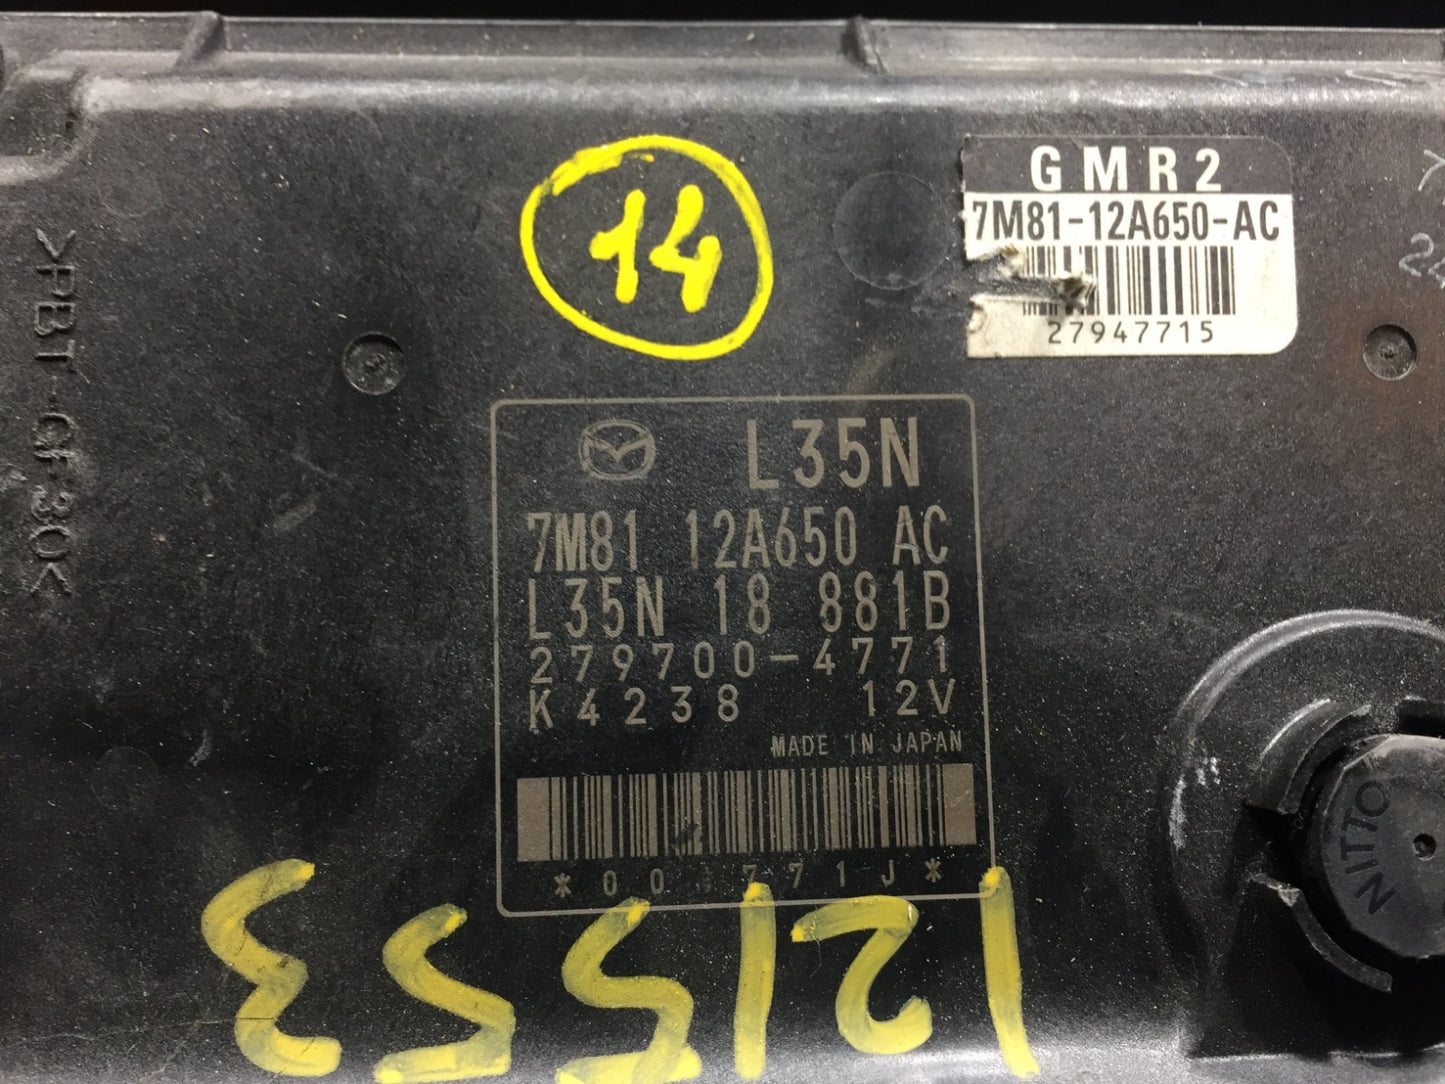 GMR2
7M81-12A650-AC
27947715
14
>PBT-GF30<
L35N
7M81 12A650 AC
L35N 18 881B
279700-4771
K4238 12V
MADE IN JAPAN
*004771J*
NITTO
121553